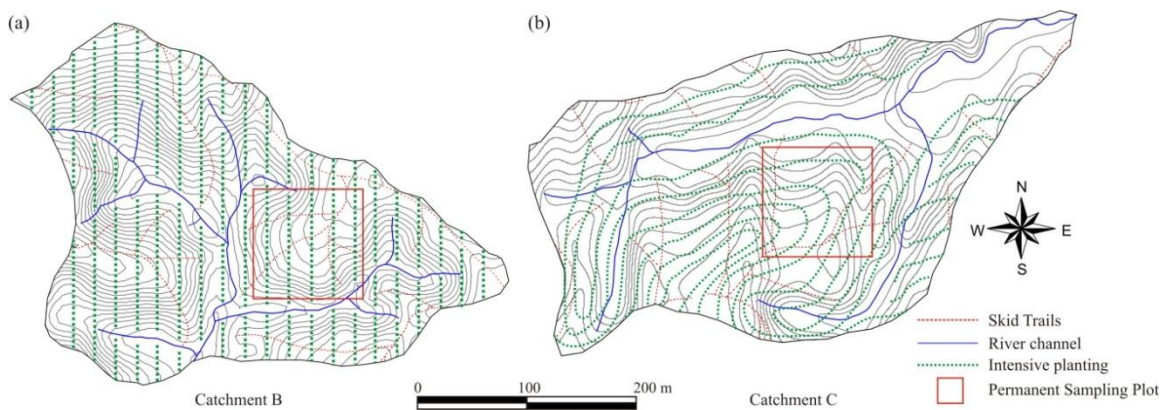 (a)
(b)
N
W E
S
Skid Trails
River channel
Intensive planting
Permanent Sampling Plot
0 100 200 m
Catchment B
Catchment C